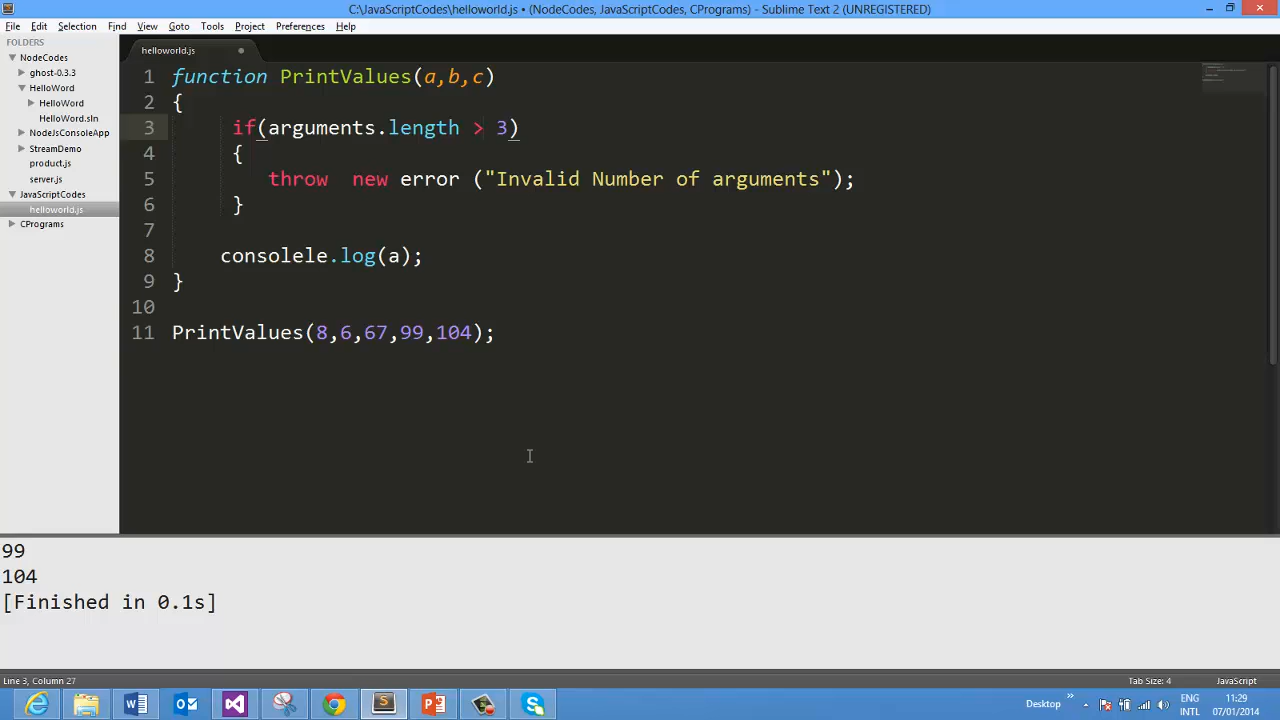 C:\JavaScriptCodes\helloworld.js • (NodeCodes, JavaScriptCodes, CPrograms) - Sublime Text 2 (UNREGISTERED)
File Edit Selection Find View Goto Tools Project Preferences Help
FOLDERS
NodeCodes
ghost-0.3.3
HelloWord
HelloWord
HelloWord.sln
NodeJsConsoleApp
StreamDemo
product.js
server.js
JavaScriptCodes
helloworld.js
CPrograms
helloworld.js
1 function PrintValues(a,b,c)
2 {
3 if(arguments.length > 3)
4 {
5 throw  new error ("Invalid Number of arguments");
6 }
7
8 consolele.log(a);
9 }
10
11 PrintValues(8,6,67,99,104);
99
104
[Finished in 0.1s]
Line 3, Column 27 Tab Size: 4 JavaScript
Desktop » ENG 11:29
INTL 07/01/2014